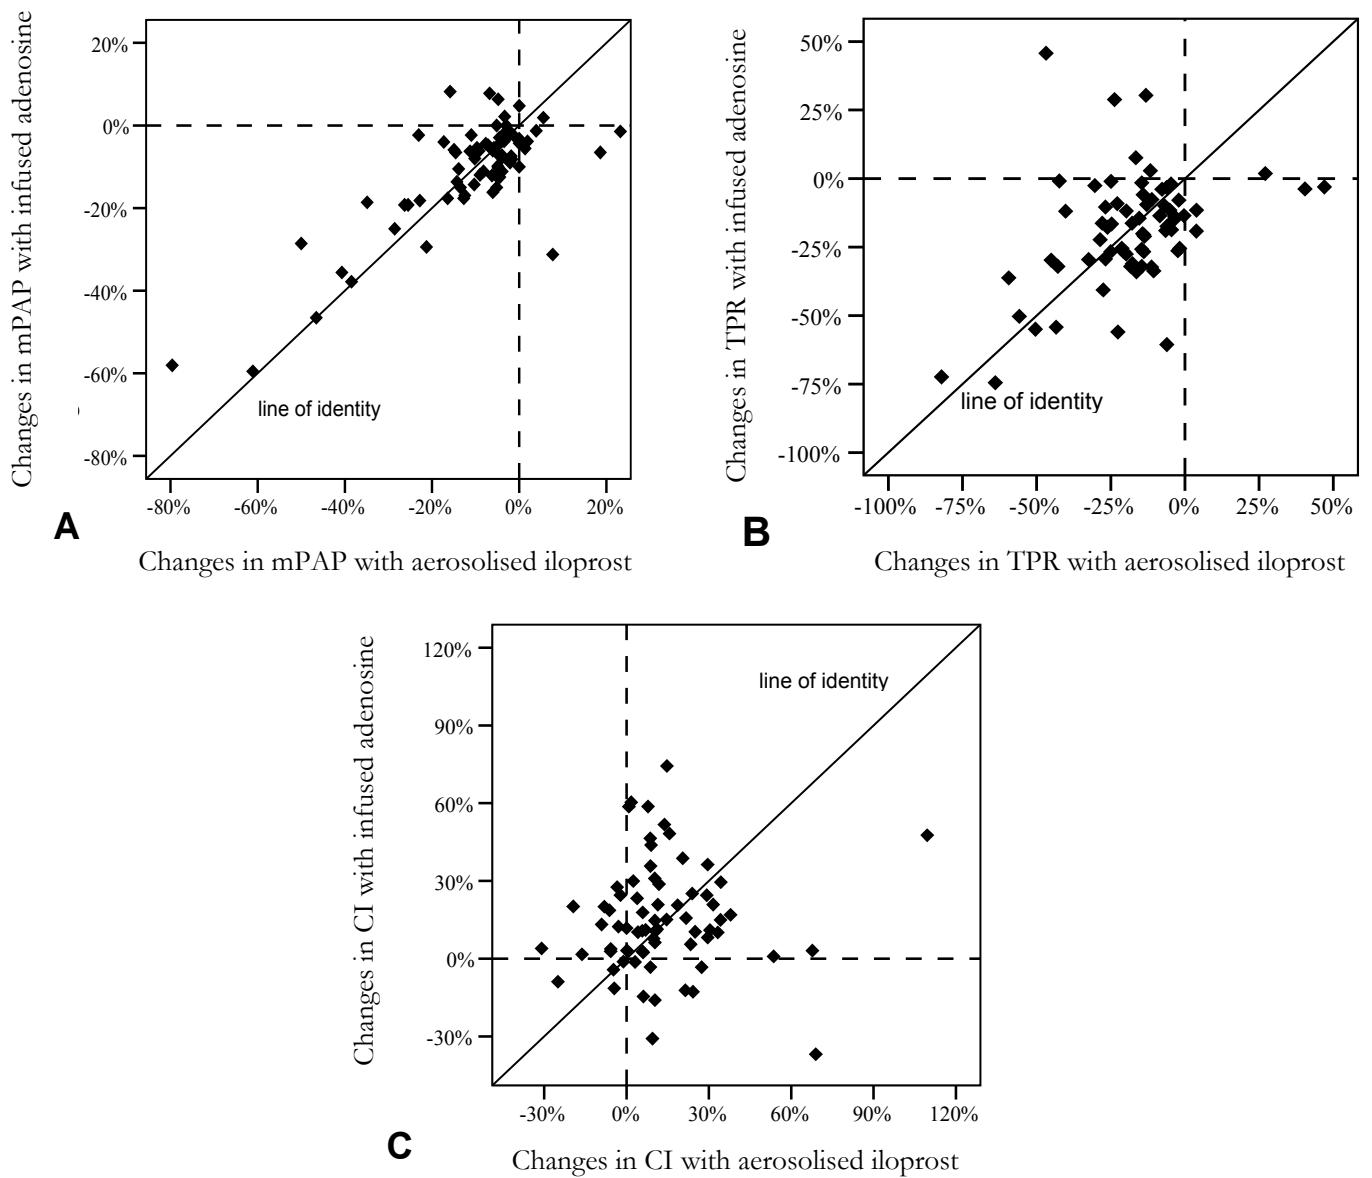 Changes in mPAP with infused adenosine
20%
0%
-20%
-40%
-60%
-80%
line of identity
-80% -60% -40% -20% 0% 20%
A
Changes in mPAP with aerosolised iloprost
Changes in TPR with infused adenosine
50%
25%
0%
-25%
-50%
-75%
-100%
line of identity
-100% -75% -50% -25% 0% 25% 50%
B
Changes in TPR with aerosolised iloprost
Changes in CI with infused adenosine
120%
90%
60%
30%
0%
-30%
line of identity
-30% 0% 30% 60% 90% 120%
C
Changes in CI with aerosolised iloprost